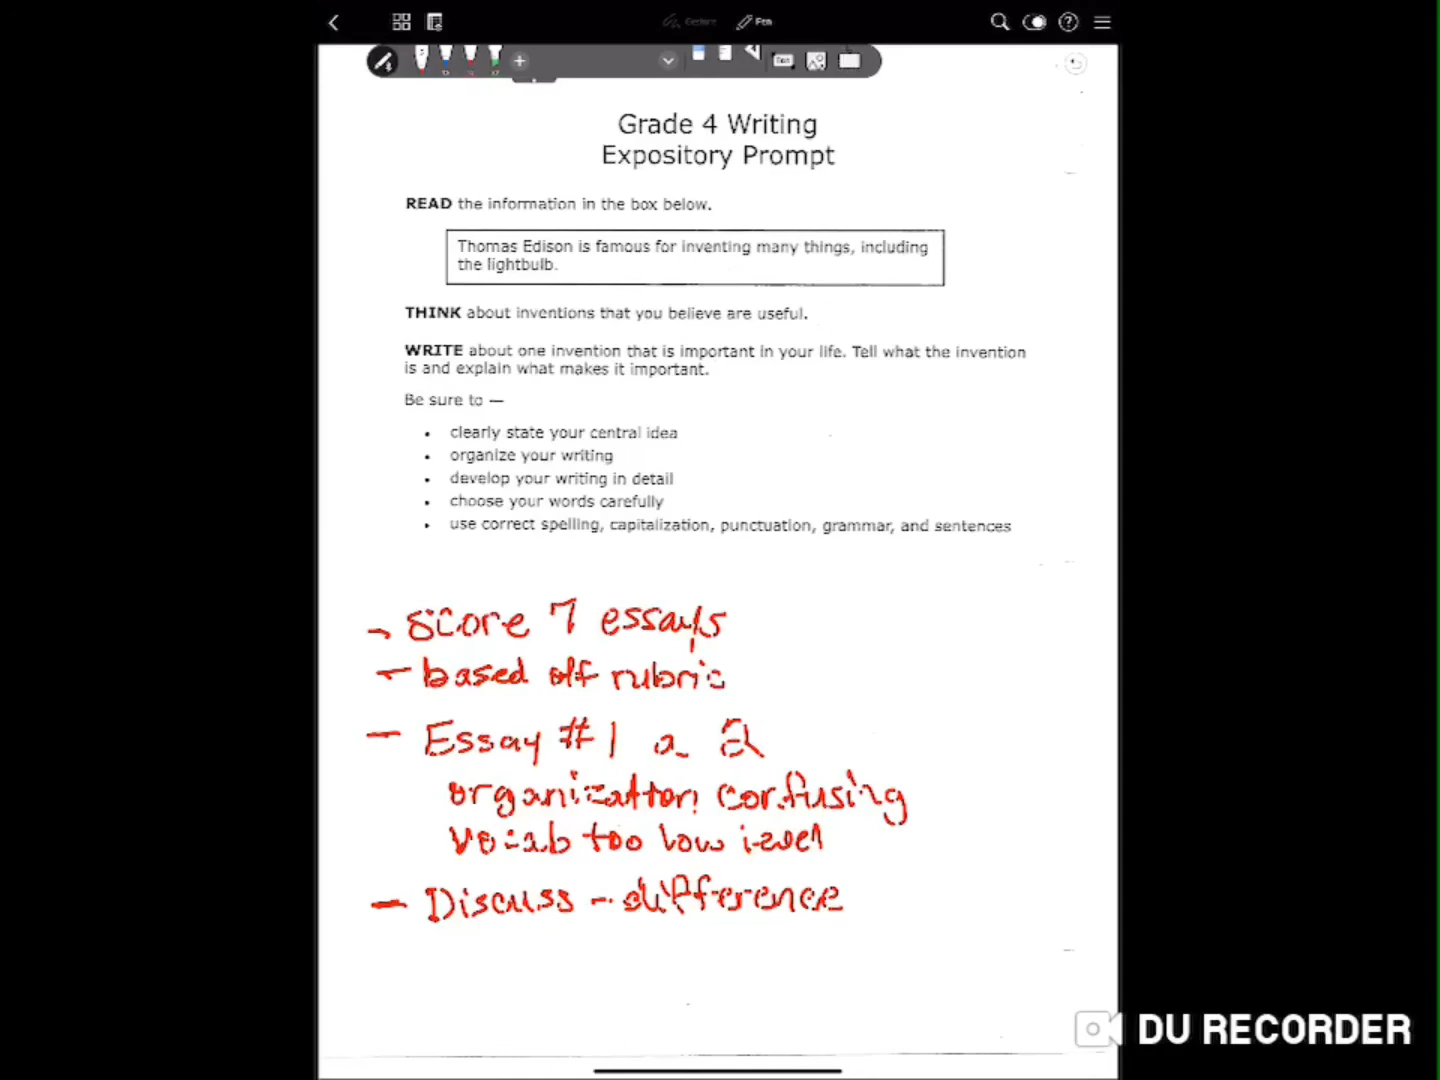 Pen
Grade 4 Writing
Expository Prompt
READ the information in the box below.
Thomas Edison is famous for inventing many things, including
the lightbulb.
THINK about inventions that you believe are useful.
WRITE about one invention that is important in your life. Tell what the invention
is and explain what makes it important.
Be sure to —
• clearly state your central idea
• organize your writing
• develop your writing in detail
• choose your words carefully
• use correct spelling, capitalization, punctuation, grammar, and sentences
- score 7 essays
- based off rubric
- Essay #1 a 2
organization confusing
vocab too low level
- Discuss - difference
DU RECORDER